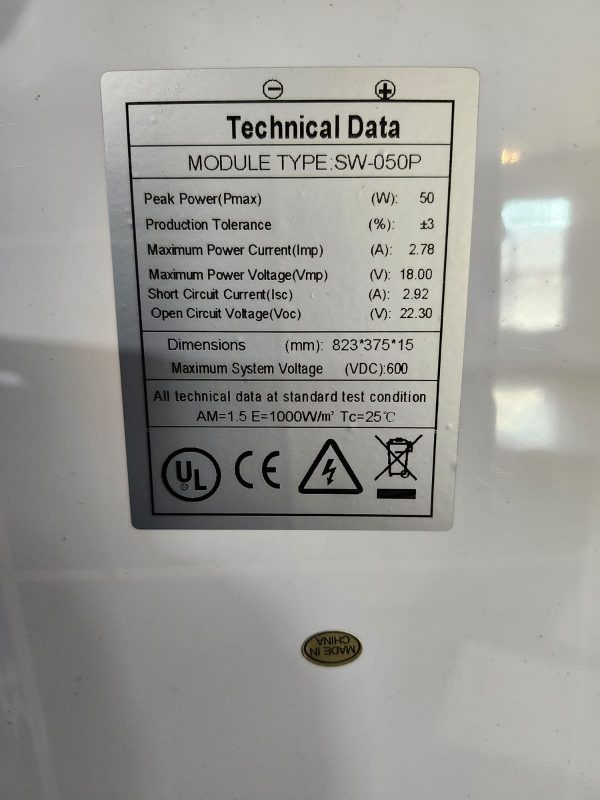 Technical Data
MODULE TYPE:SW-050P
Peak Power(Pmax) (W): 50
Production Tolerance (%): ±3
Maximum Power Current(Imp) (A): 2.78
Maximum Power Voltage(Vmp) (V): 18.00
Short Circuit Current(Isc) (A): 2.92
Open Circuit Voltage(Voc) (V): 22.30
Dimensions (mm): 823*375*15
Maximum System Voltage (VDC):600
All technical data at standard test condition
AM=1.5 E=1000W/㎡ Tc=25℃
UL ® CE
MADE IN
CHINA